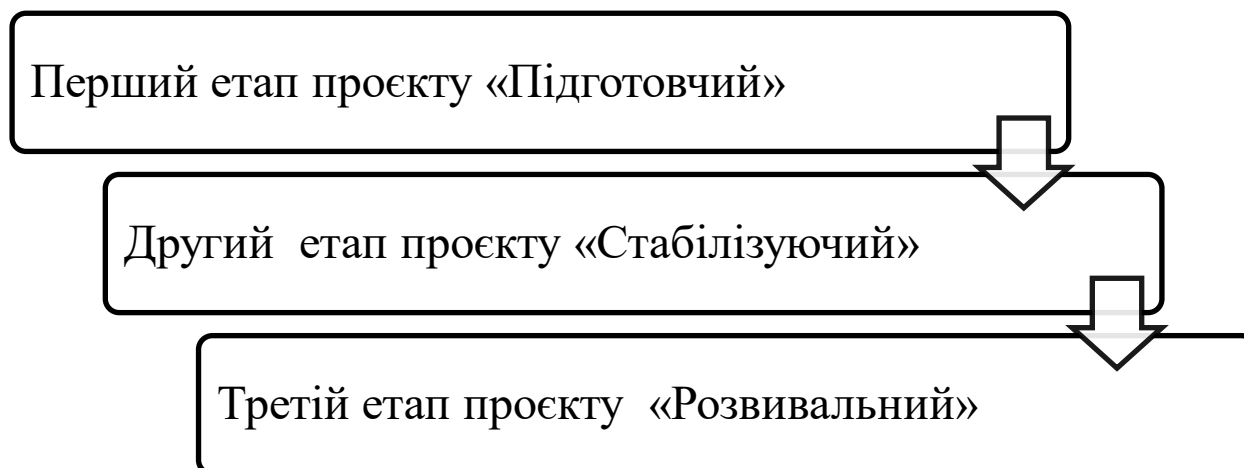 Перший етап проєкту «Підготовчий»
Другий  етап проєкту «Стабілізуючий»
Третій етап проєкту  «Розвивальний»